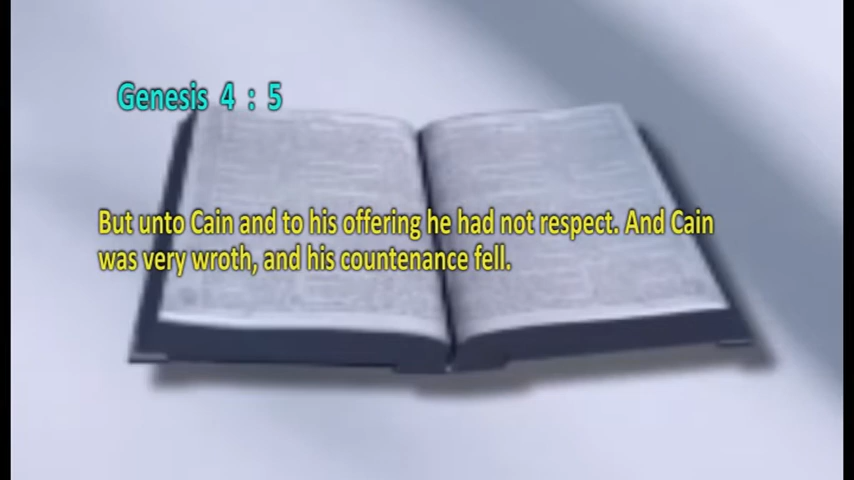 Genesis 4 : 5
But unto Cain and to his offering he had not respect. And Cain
was very wroth, and his countenance fell.